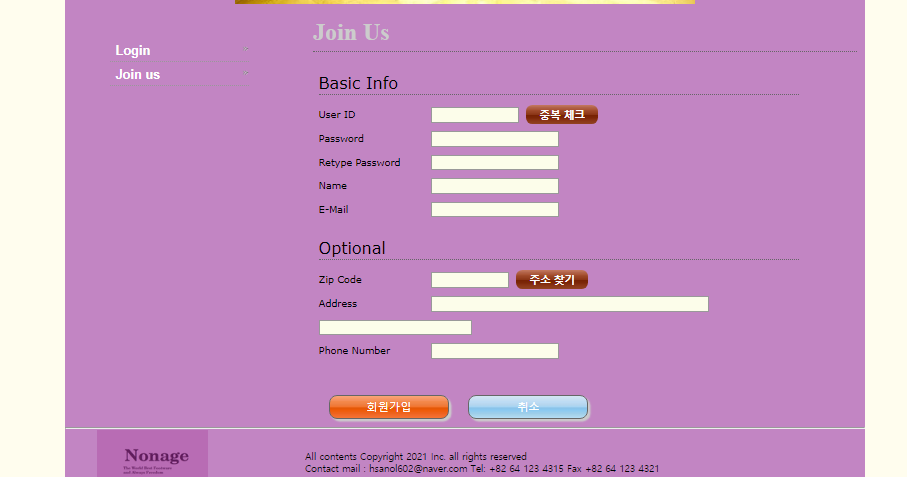 Join Us
Login
Join us
Basic Info
User ID 중복 체크
Password
Retype Password
Name
E-Mail
Optional
Zip Code 주소 찾기
Address
Phone Number
회원가입 취소
Nonage
The World Best Footware
and Always Freedom
All contents Copyright 2021 Inc. all rights reserved
Contact mail : hsanol602@naver.com Tel: +82 64 123 4315 Fax +82 64 123 4321